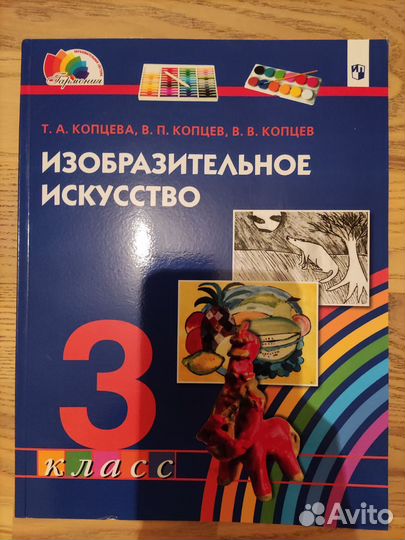 Гармония
Т. А. КОПЦЕВА, В. П. КОПЦЕВ, В. В. КОПЦЕВ
ИЗОБРАЗИТЕЛЬНОЕ
ИСКУССТВО
3
класс
Avito